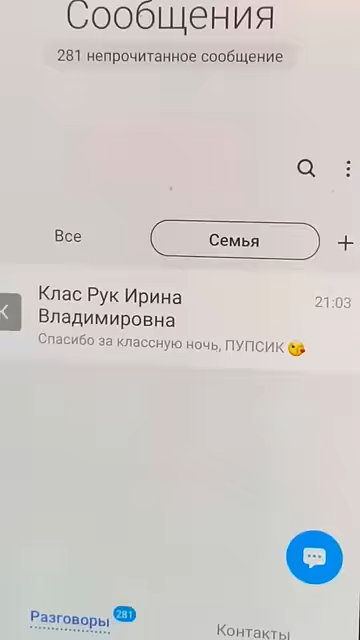 Сообщения
281 непрочитанное сообщение
Все
Семья
Клас Рук Ирина
Владимировна
21:03
Спасибо за классную ночь, ПУПСИК
Разговоры
281
Контакты